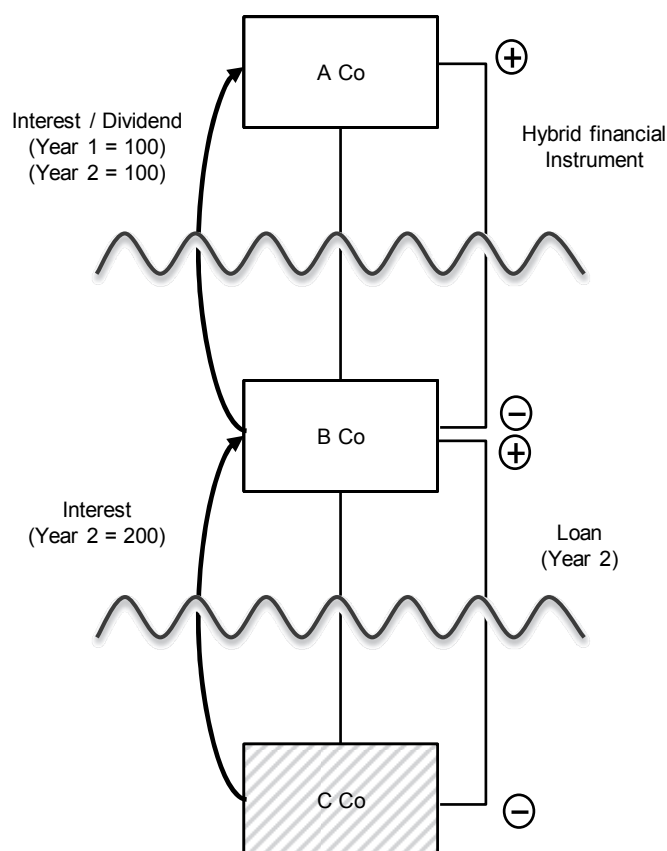 A Co
+
Interest / Dividend
(Year 1 = 100)
(Year 2 = 100)
Hybrid financial
Instrument
B Co
−
+
Interest
(Year 2 = 200)
Loan
(Year 2)
C Co
−